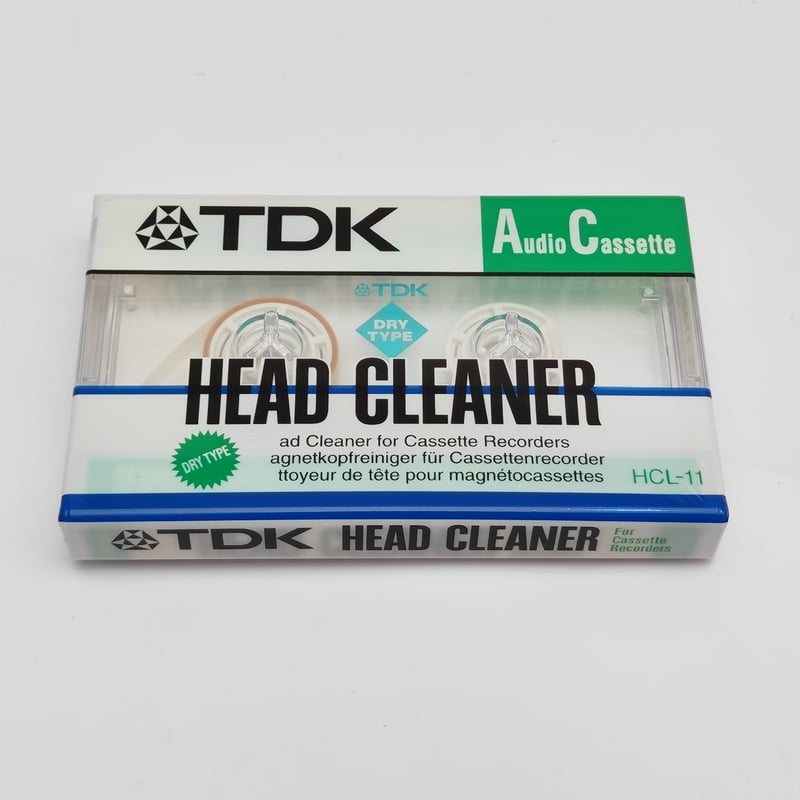 TDK
Audio Cassette
TDK
DRY
TYPE
HEAD CLEANER
DRY TYPE
ad Cleaner for Cassette Recorders
agnetkopfreiniger für Cassettenrecorder
ttoyeur de tête pour magnétocassettes
HCL-11
TDK HEAD CLEANER
For
Cassette
Recorders